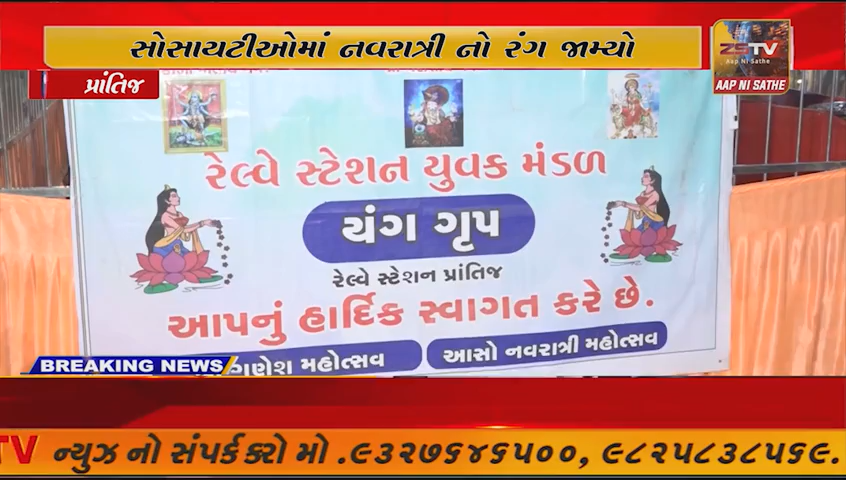 સોસાયટીઓમાં નવરાત્રી નો રંગ જામ્યો
ZSTV
Aap Ni Sathe
AAP NI SATHE
પ્રાંતિજ
રેલ્વે સ્ટેશન યુવક મંડળ
યંગ ગૃપ
રેલ્વે સ્ટેશન પ્રાંતિજ
આપનું હાર્દિક સ્વાગત કરે છે.
ગણેશ મહોત્સવ
આસો નવરાત્રી મહોત્સવ
BREAKING NEWS
TV ન્યુઝ નો સંપર્ક કરો મો .૯૩૨૭૬૪૬૫૦૦, ૯૮૨૫૮૩૮૫૬૯.